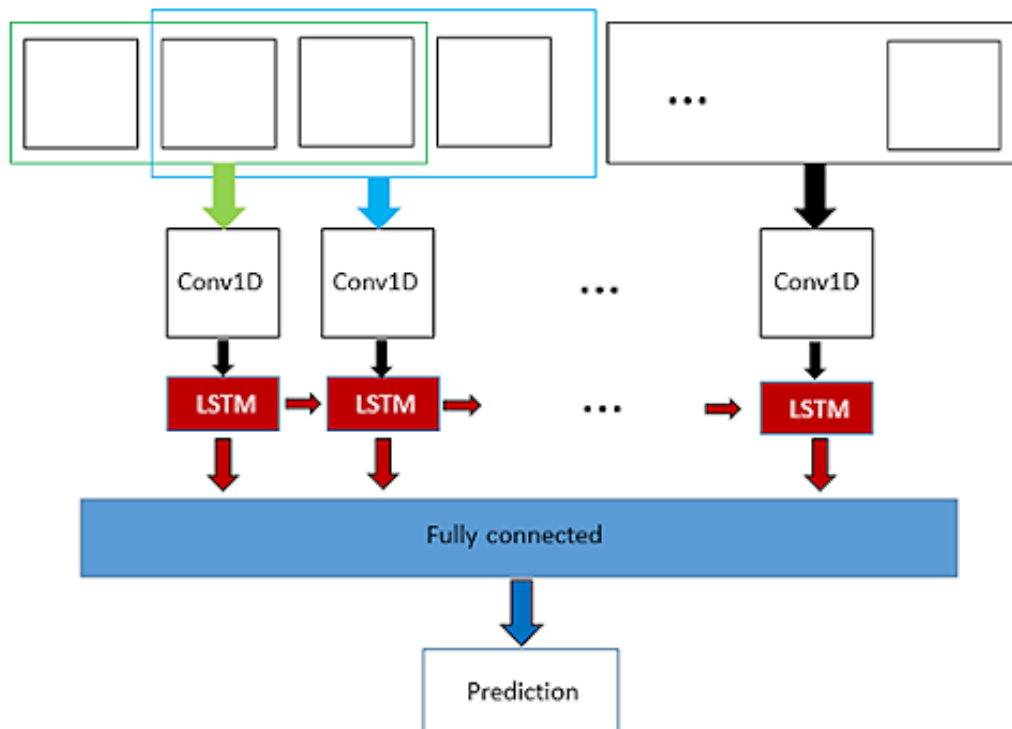 ...
Conv1D
Conv1D
...
Conv1D
LSTM
LSTM
...
LSTM
Fully connected
Prediction